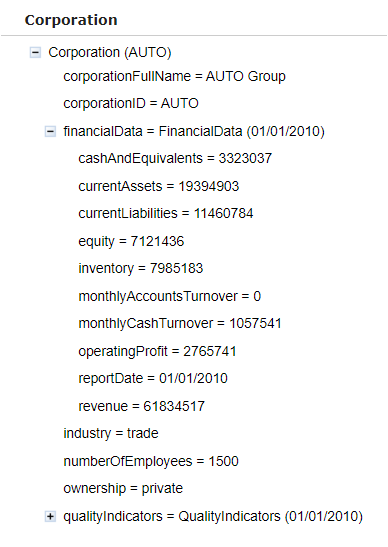 Corporation
Corporation (AUTO)
corporationFullName = AUTO Group
corporationID = AUTO
financialData = FinancialData (01/01/2010)
cashAndEquivalents = 3323037
currentAssets = 19394903
currentLiabilities = 11460784
equity = 7121436
inventory = 7985183
monthlyAccountsTurnover = 0
monthlyCashTurnover = 1057541
operatingProfit = 2765741
reportDate = 01/01/2010
revenue = 61834517
industry = trade
numberOfEmployees = 1500
ownership = private
qualityIndicators = QualityIndicators (01/01/2010)